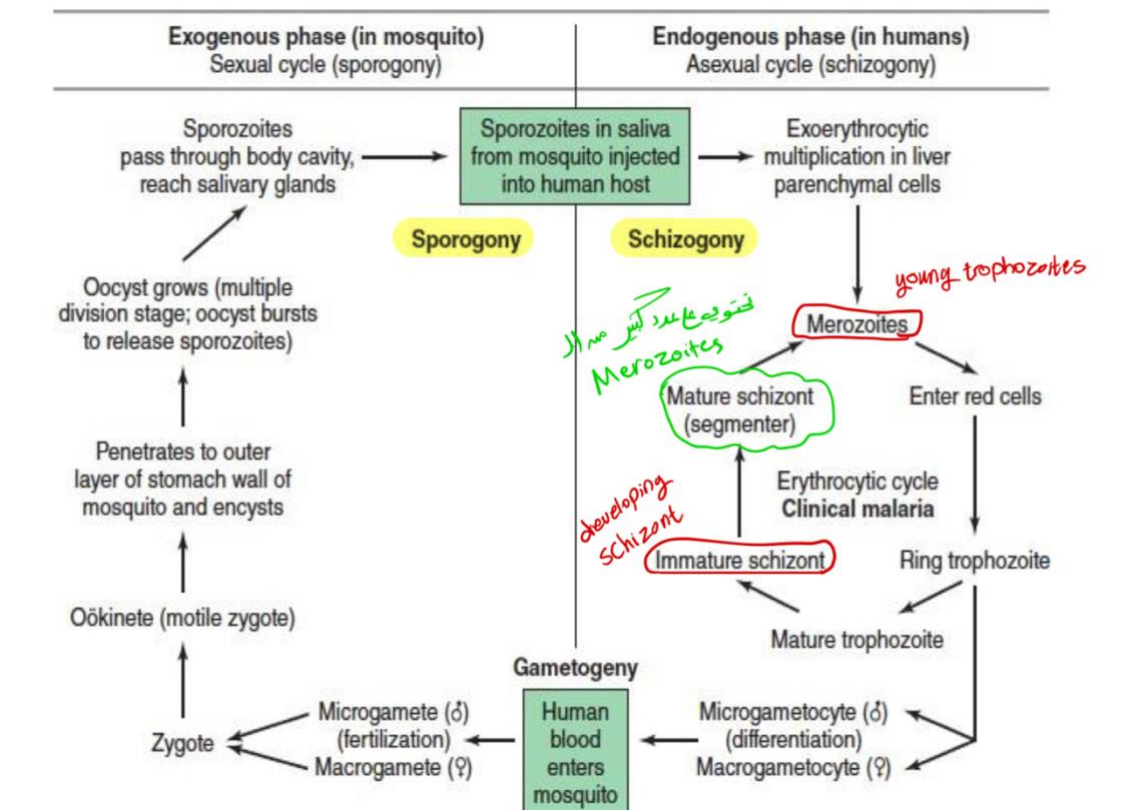 Exogenous phase (in mosquito)
Sexual cycle (sporogony)
Endogenous phase (in humans)
Asexual cycle (schizogony)
Sporozoites
pass through body cavity,
reach salivary glands
Sporozoites in saliva
from mosquito injected
into human host
Exoerythrocytic
multiplication in liver
parenchymal cells
Sporogony
Schizogony
young trophozoites
Oocyst grows (multiple
division stage; oocyst bursts
to release sporozoites)
تحتوي ع عدد كبير من ال
Merozoites
Merozoites
Mature schizont
(segmenter)
Enter red cells
Penetrates to outer
layer of stomach wall of
mosquito and encysts
Erythrocytic cycle
Clinical malaria
developing
schizont
Immature schizont
Ring trophozoite
Oökinete (motile zygote)
Mature trophozoite
Gametogeny
Zygote
Microgamete (♂)
(fertilization)
Macrogamete (♀)
Human
blood
enters
mosquito
Microgametocyte (♂)
(differentiation)
Macrogametocyte (♀)